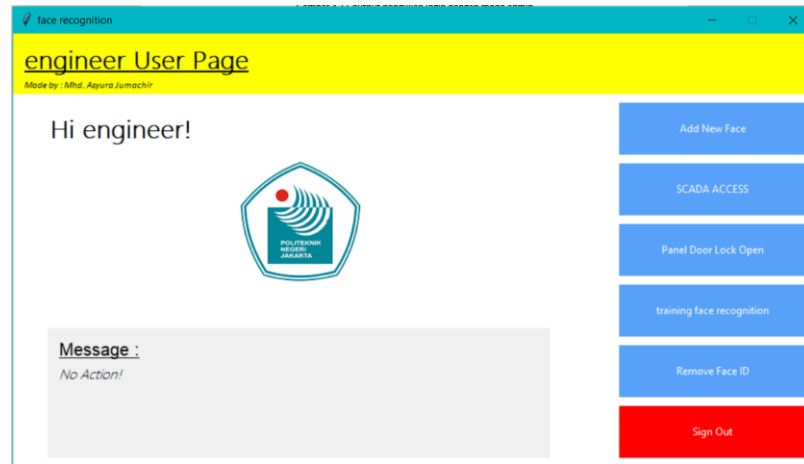 face recognition
engineer User Page
Made by : Mhd. Asyura Jumachir
Hi engineer!
POLITEKNIK
NEGERI
JAKARTA
Message :
No Action!
Add New Face
SCADA ACCESS
Panel Door Lock Open
training face recognition
Remove Face ID
Sign Out